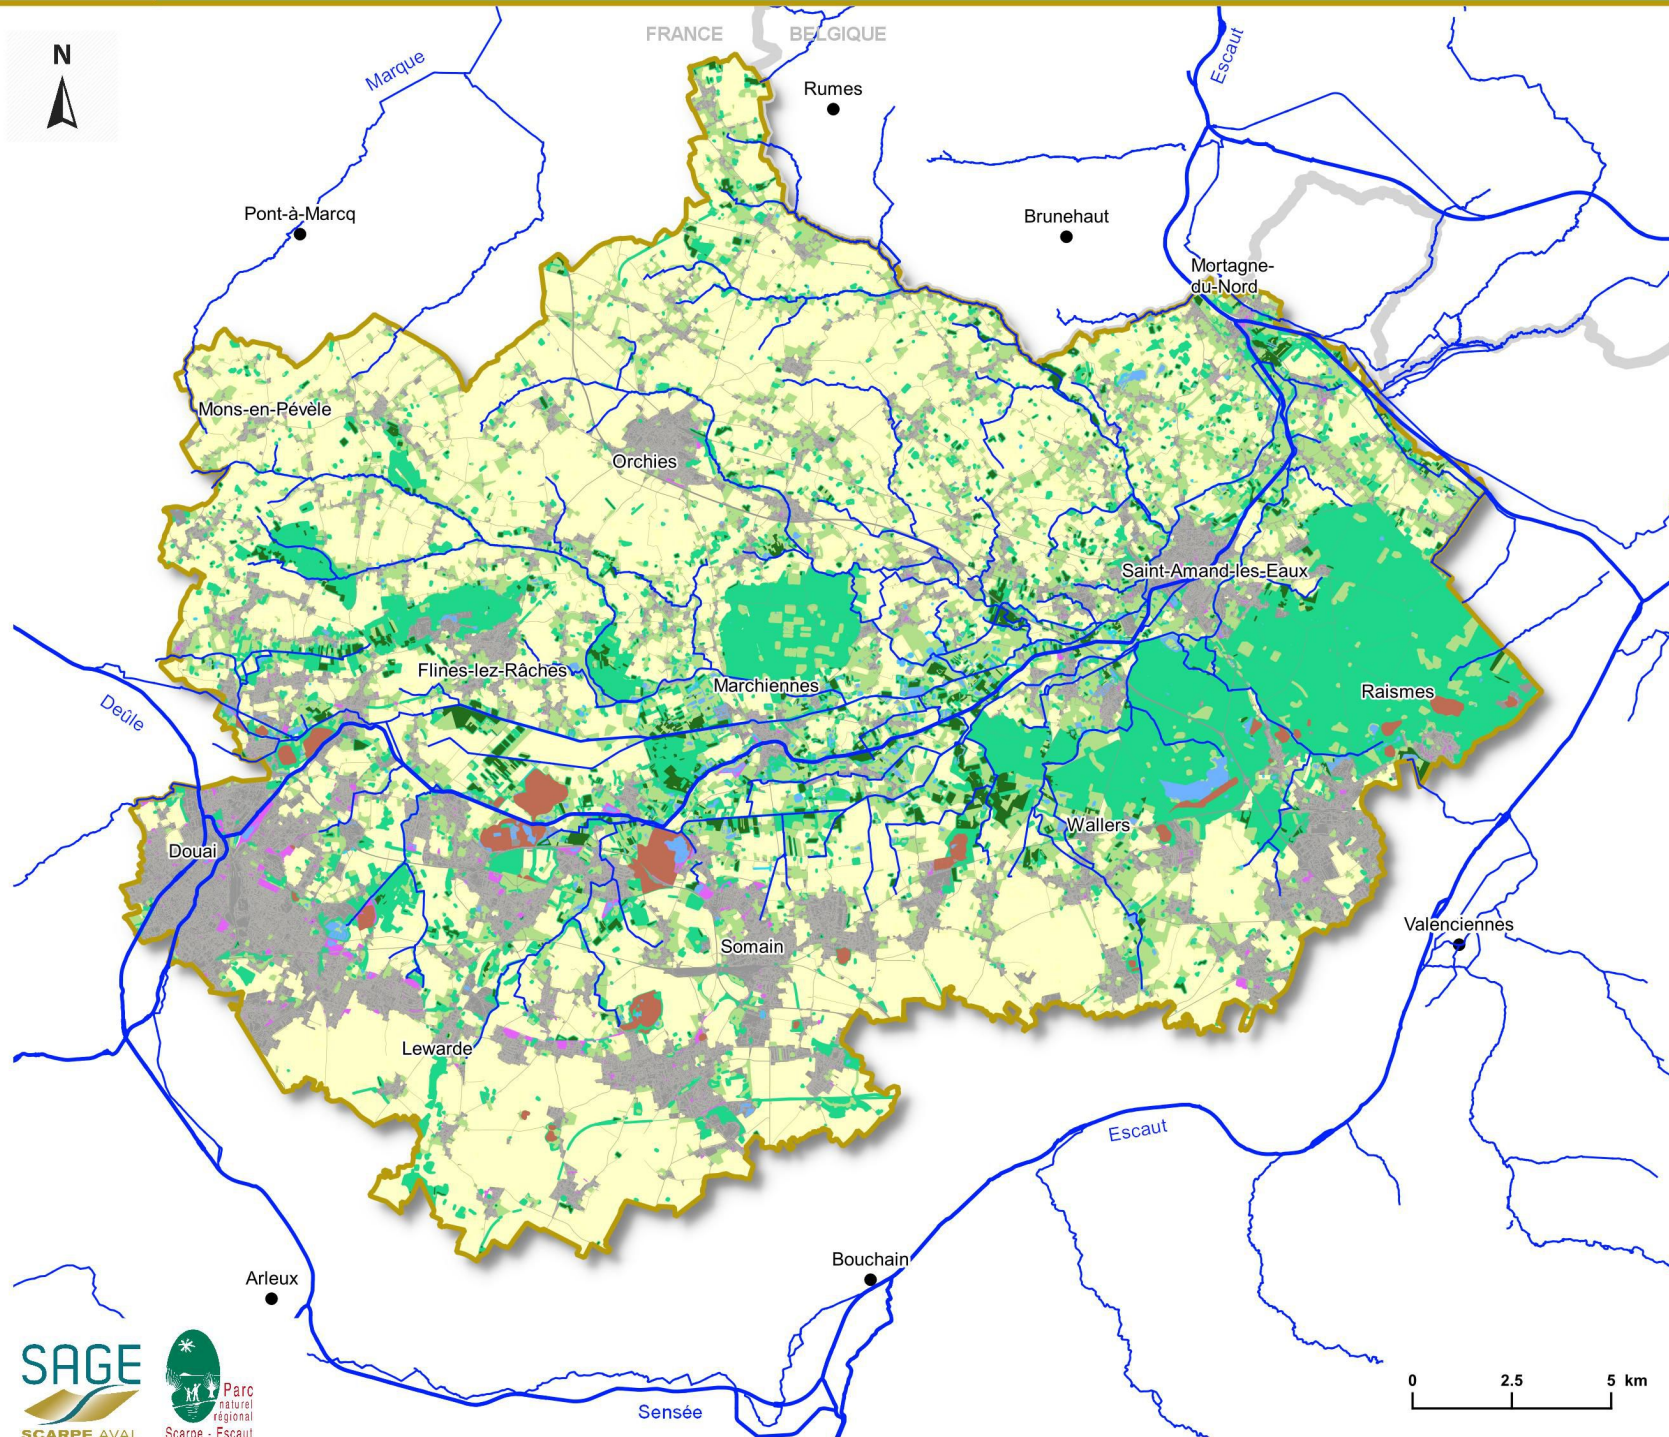 FRANCE BELGIQUE
N
Escaut
Marque
Rumes
Pont-à-Marcq
Brunehaut
Mortagne-
du-Nord
Mons-en-Pévèle
Orchies
Saint-Amand-les-Eaux
Flines-lez-Râches
Marchiennes
Raismes
Deûle
Wallers
Douai
Valenciennes
Somain
Lewarde
Escaut
Bouchain
Arleux
SAGE
SCARPE AVAL
Parc
naturel
régional
Scarpe - Escaut
0 2.5 5 km
Sensée